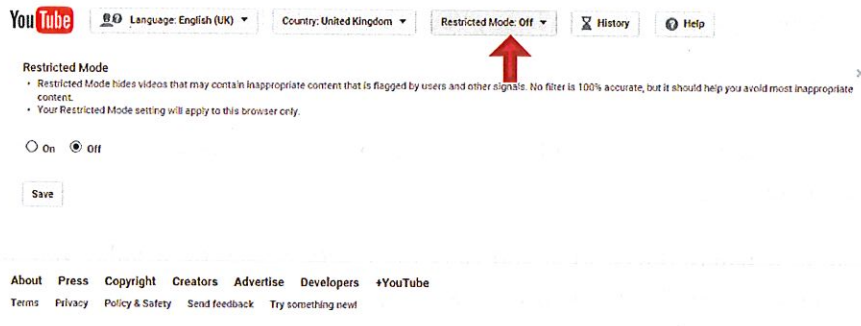 YouTube Language: English (UK) Country: United Kingdom Restricted Mode: Off History Help
Restricted Mode
• Restricted Mode hides videos that may contain inappropriate content that is flagged by users and other signals. No filter is 100% accurate, but it should help you avoid most inappropriate
content.
• Your Restricted Mode setting will apply to this browser only.
On Off
Save
About Press Copyright Creators Advertise Developers +YouTube
Terms Privacy Policy & Safety Send feedback Try something new!